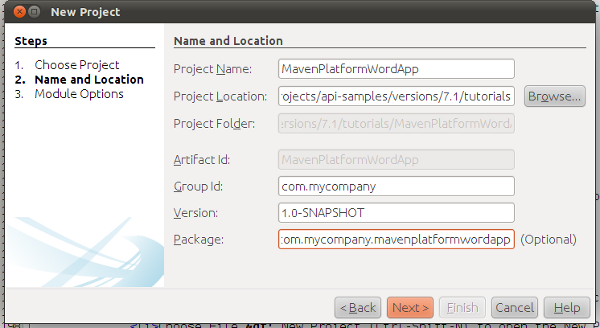 New Project
Steps
1. Choose Project
2. Name and Location
3. Module Options
Name and Location
Project Name: MavenPlatformWordApp
Project Location: ojects/api-samples/versions/7.1/tutorials Browse...
Project Folder: ersions/7.1/tutorials/MavenPlatformWorda
Artifact Id: MavenPlatformWordApp
Group Id: com.mycompany
Version: 1.0-SNAPSHOT
Package: om.mycompany.mavenplatformwordapp (Optional)
< Back Next > Finish Cancel Help